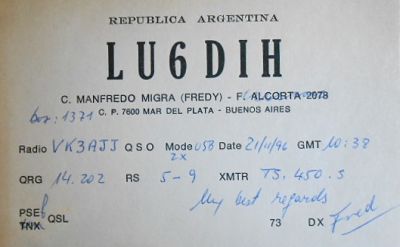 REPUBLICA ARGENTINA
LU6DIH
C. MANFREDO MIGRA (FREDY) - F. ALCORTA 2078
box: 1371 C. P. 7600 MAR DEL PLATA - BUENOS AIRES
Radio VK3AJJ QSO Mode USB Date 21/11/96 GMT 10:38
2x
QRG 14.202 RS 5-9 XMTR TS.450.S
My best regards
PSE QSL
TNX 73 DX Fred